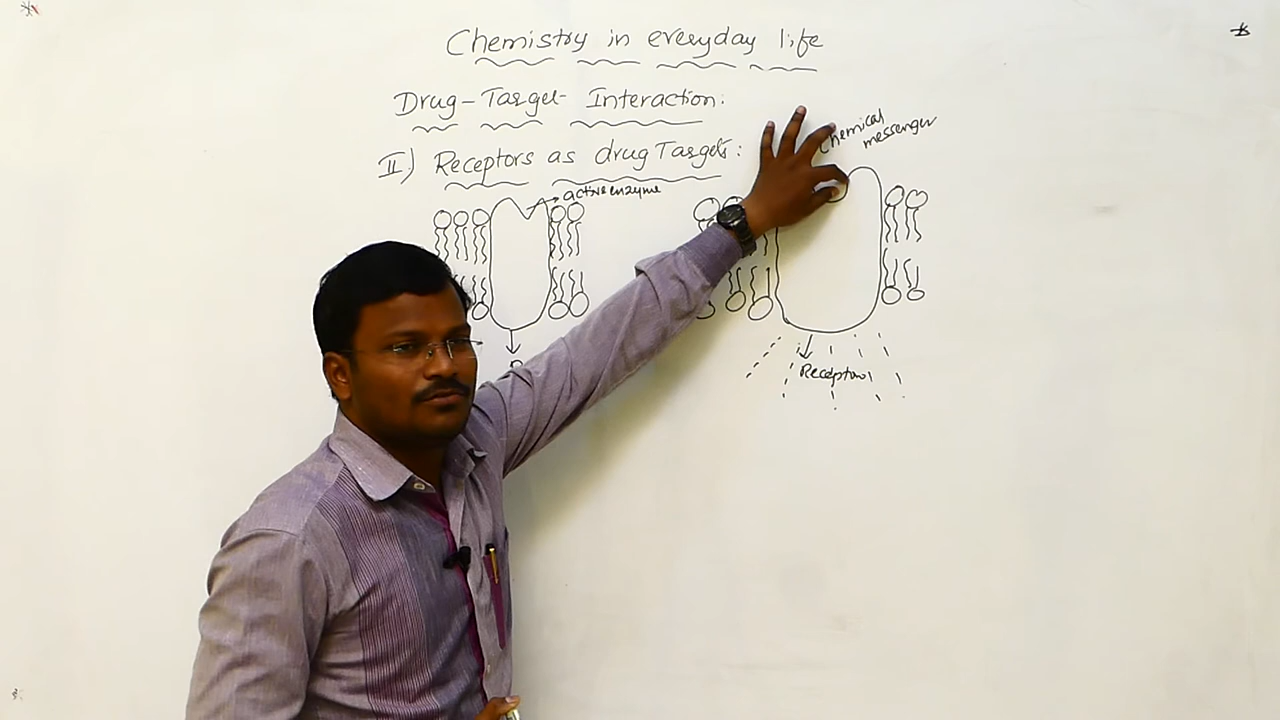 Chemistry in everyday life
Drug-Target Interaction:
II) Receptors as drug Targets:
Chemical
messenger
active enzyme
Receptor